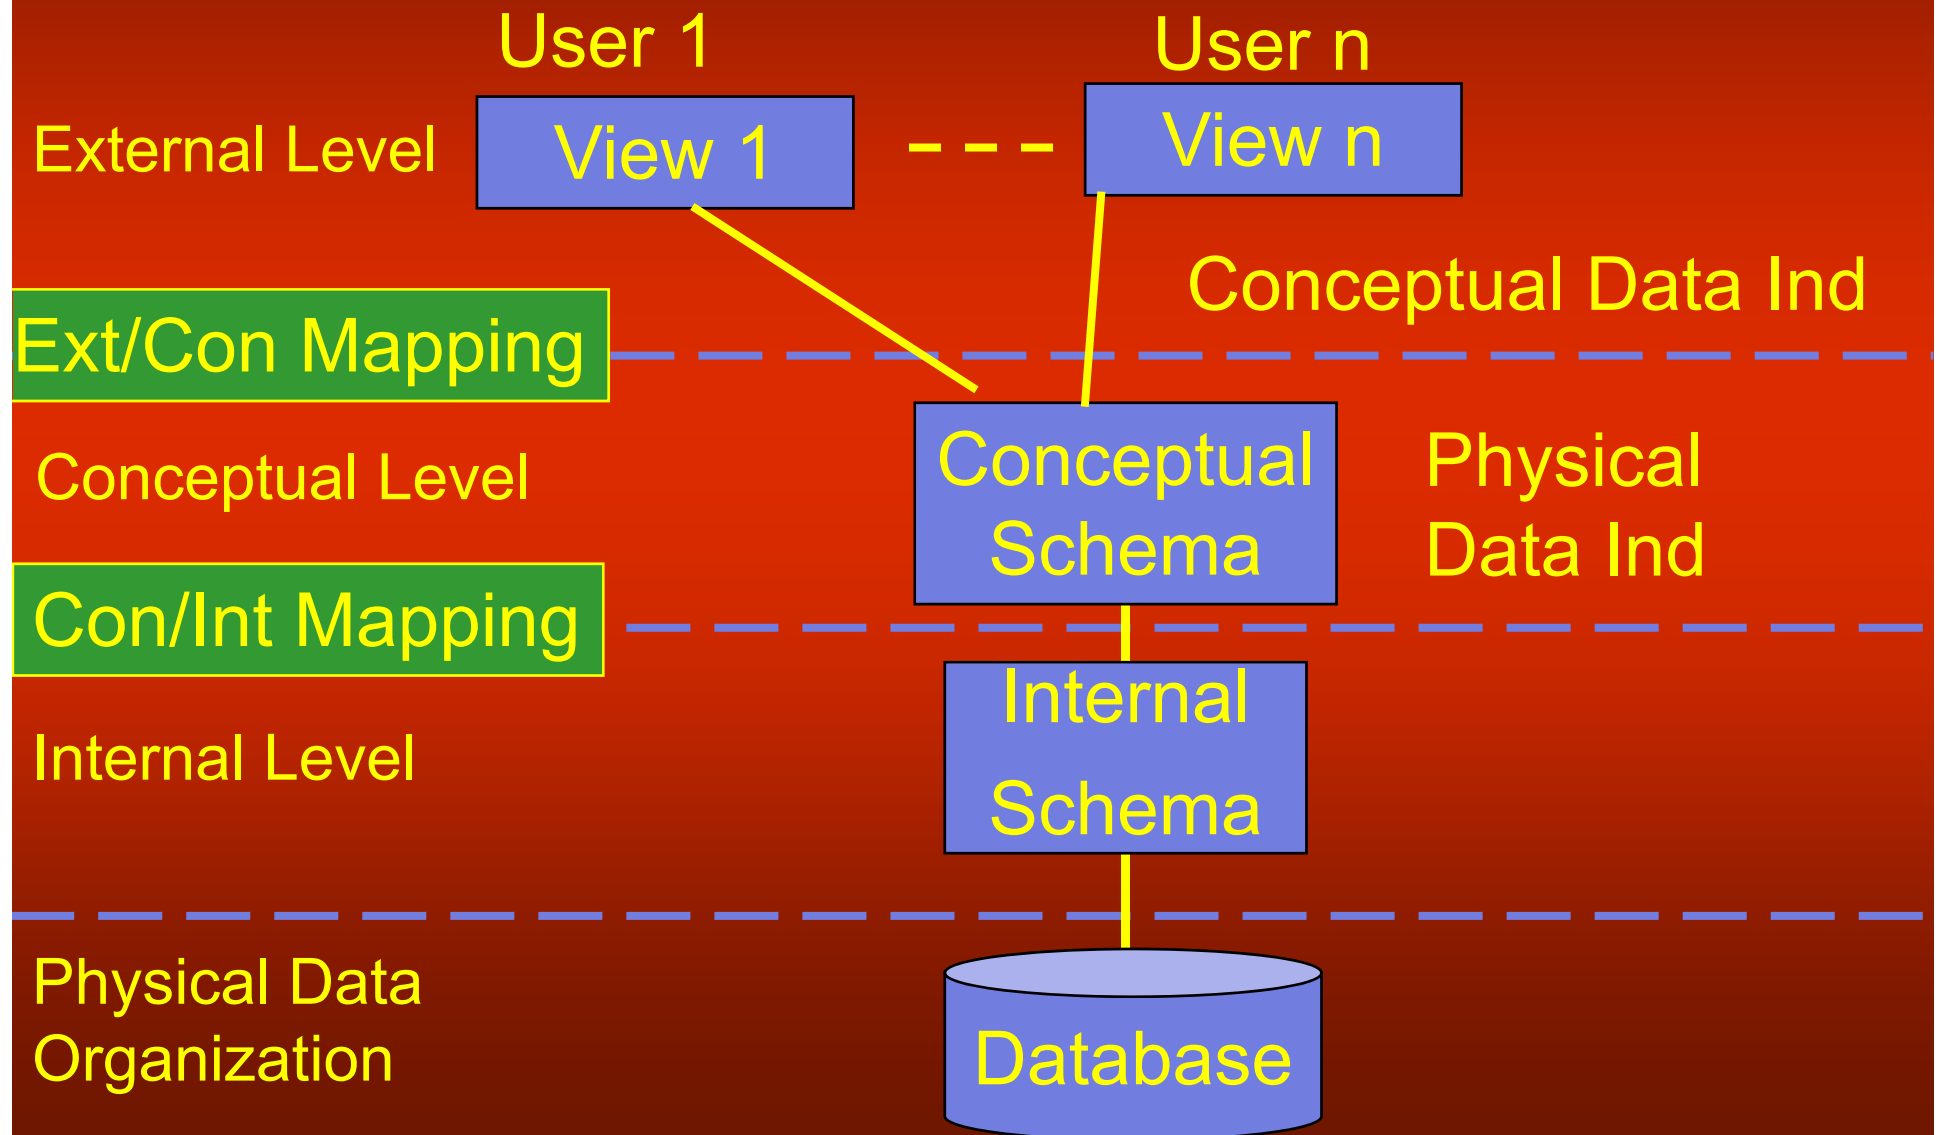 User 1
User n
External Level
View 1
View n
Conceptual Data Ind
Ext/Con Mapping
Conceptual Level
Conceptual
Schema
Physical
Data Ind
Con/Int Mapping
Internal Level
Internal
Schema
Physical Data
Organization
Database